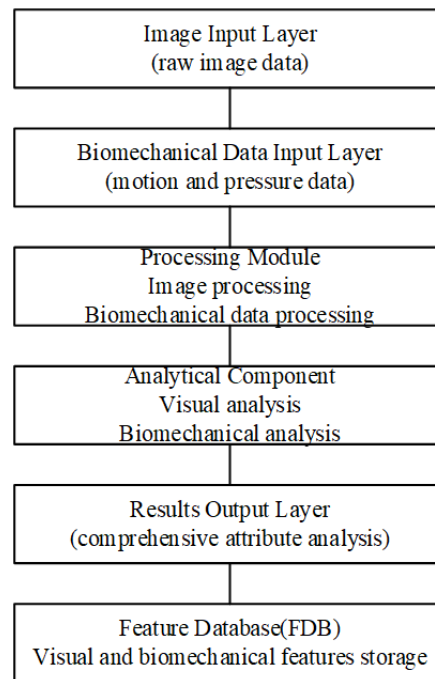 Image Input Layer
(raw image data)
Biomechanical Data Input Layer
(motion and pressure data)
Processing Module
Image processing
Biomechanical data processing
Analytical Component
Visual analysis
Biomechanical analysis
Results Output Layer
(comprehensive attribute analysis)
Feature Database(FDB)
Visual and biomechanical features storage